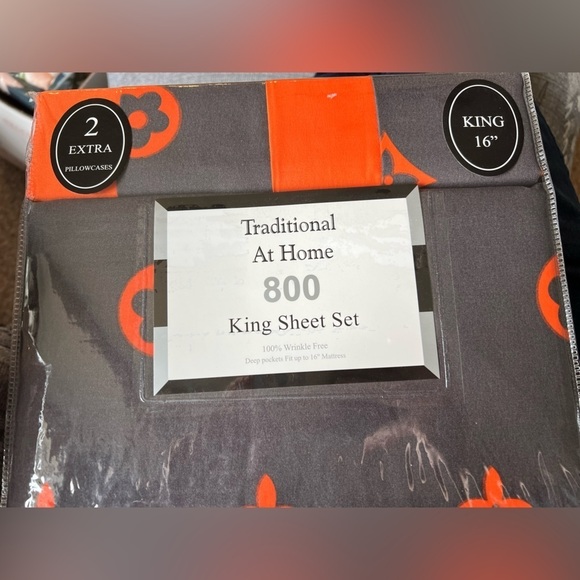 2
EXTRA
PILLOWCASES
KING
16”
Traditional
At Home
800
King Sheet Set
100% Wrinkle Free
Deep pockets Fit up to 16" Mattress